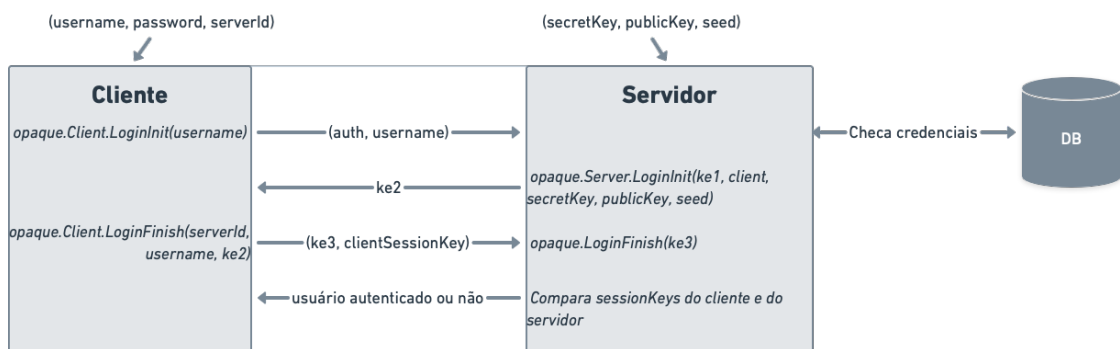 (username, password, serverId)
(secretKey, publicKey, seed)
Cliente
Servidor
opaque.Client.LoginInit(username)
(auth, username)
Checa credenciais
DB
ke2
opaque.Server.LoginInit(ke1, client,
secretKey, publicKey, seed)
opaque.Client.LoginFinish(serverId,
username, ke2)
(ke3, clientSessionKey)
opaque.LoginFinish(ke3)
usuário autenticado ou não
Compara sessionKeys do cliente e do
servidor